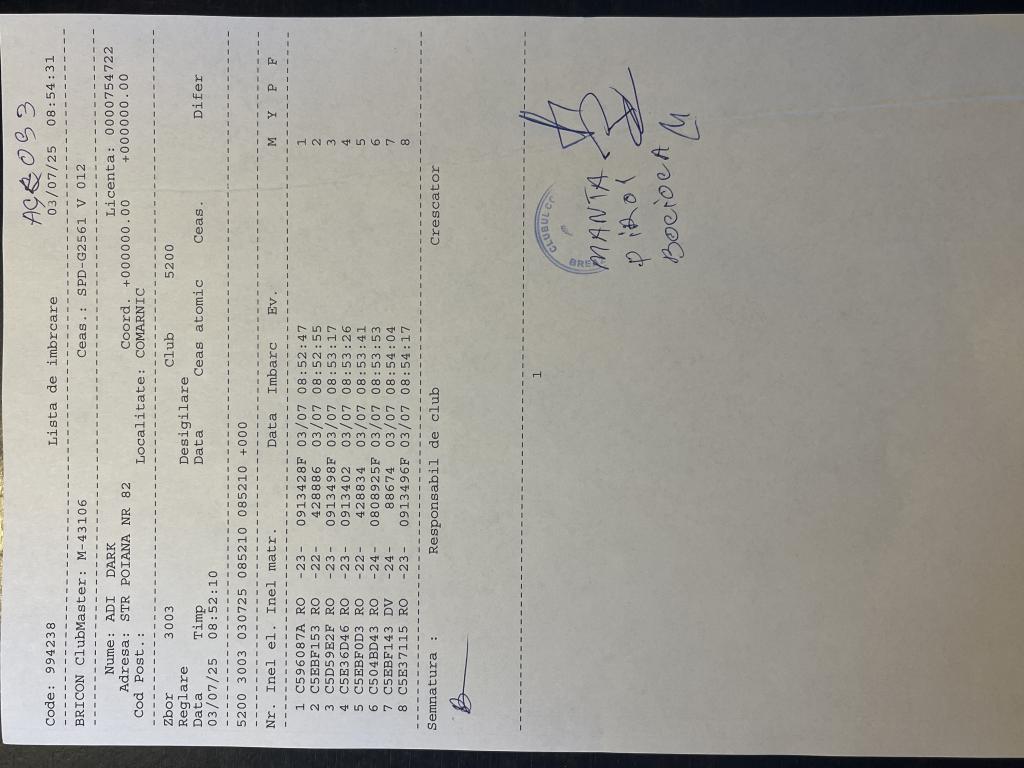 ACR 093
Code: 994238 Lista de imbrcare 03/07/25 08:54:31
BRICON ClubMaster: M-43106 Ceas.: SPD-G2561 V 012
Nume: ADI DARK Licenta: 0000754722
Adresa: STR POIANA NR 82 Coord. +000000.00 +000000.00
Cod Post.: Localitate: COMARNIC
Zbor 3003 Club 5200
Reglare Desigilare
Data Timp Data Ceas atomic Ceas. Difer
03/07/25 08:52:10
5200 3003 030725 085210 085210 +000
Nr. Inel el. Inel matr. Data Imbarc Ev. M Y P F
1 C596087A RO -23- 0913428F 03/07 08:52:47 1
2 C5EBF153 RO -22- 428886 03/07 08:52:55 2
3 C5D59E2F RO -23- 0913498F 03/07 08:53:17 3
4 C5E36D46 RO -23- 0913402 03/07 08:53:26 4
5 C5EBF0D3 RO -22- 428834 03/07 08:53:41 5
6 C504BD43 RO -24- 0808925F 03/07 08:53:53 6
7 C5EBF143 DV -24- 88674 03/07 08:54:04 7
8 C5E37115 RO -23- 0913496F 03/07 08:54:17 8
Semnatura : Responsabil de club Crescator
1
CLUBUL
BRE
MANTA
PIROI
BOCIOCA